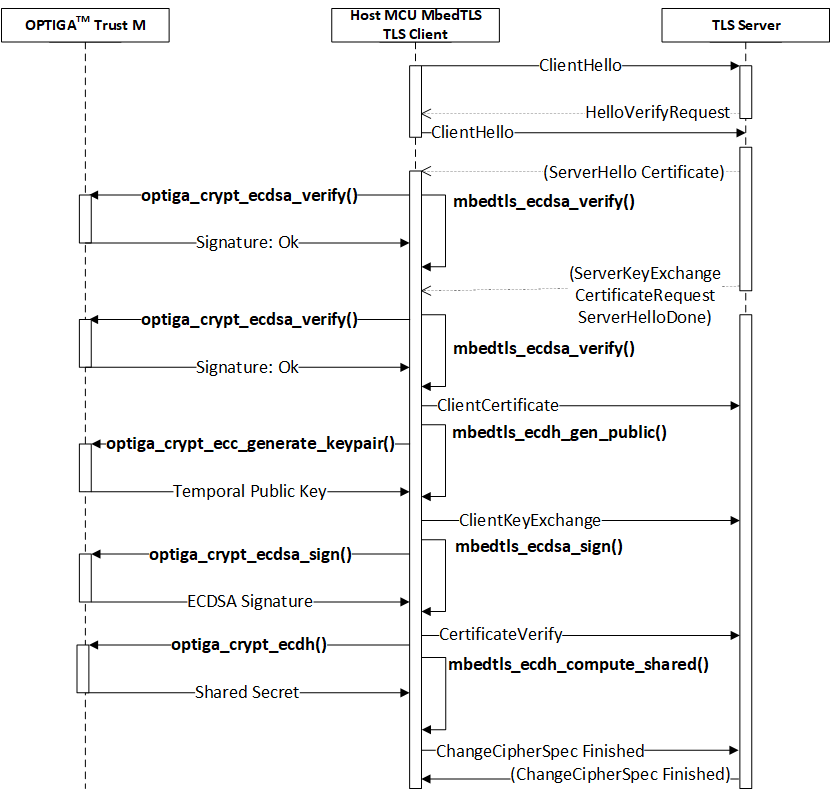 OPTIGA™ Trust M
Host MCU MbedTLS
TLS Client
TLS Server
ClientHello
HelloVerifyRequest
ClientHello
(ServerHello Certificate)
optiga_crypt_ecdsa_verify()
mbedtls_ecdsa_verify()
Signature: Ok
(ServerKeyExchange
CertificateRequest
ServerHelloDone)
optiga_crypt_ecdsa_verify()
mbedtls_ecdsa_verify()
Signature: Ok
ClientCertificate
mbedtls_ecdh_gen_public()
optiga_crypt_ecc_generate_keypair()
Temporal Public Key
ClientKeyExchange
mbedtls_ecdsa_sign()
optiga_crypt_ecdsa_sign()
ECDSA Signature
CertificateVerify
optiga_crypt_ecdh()
mbedtls_ecdh_compute_shared()
Shared Secret
ChangeCipherSpec Finished
(ChangeCipherSpec Finished)